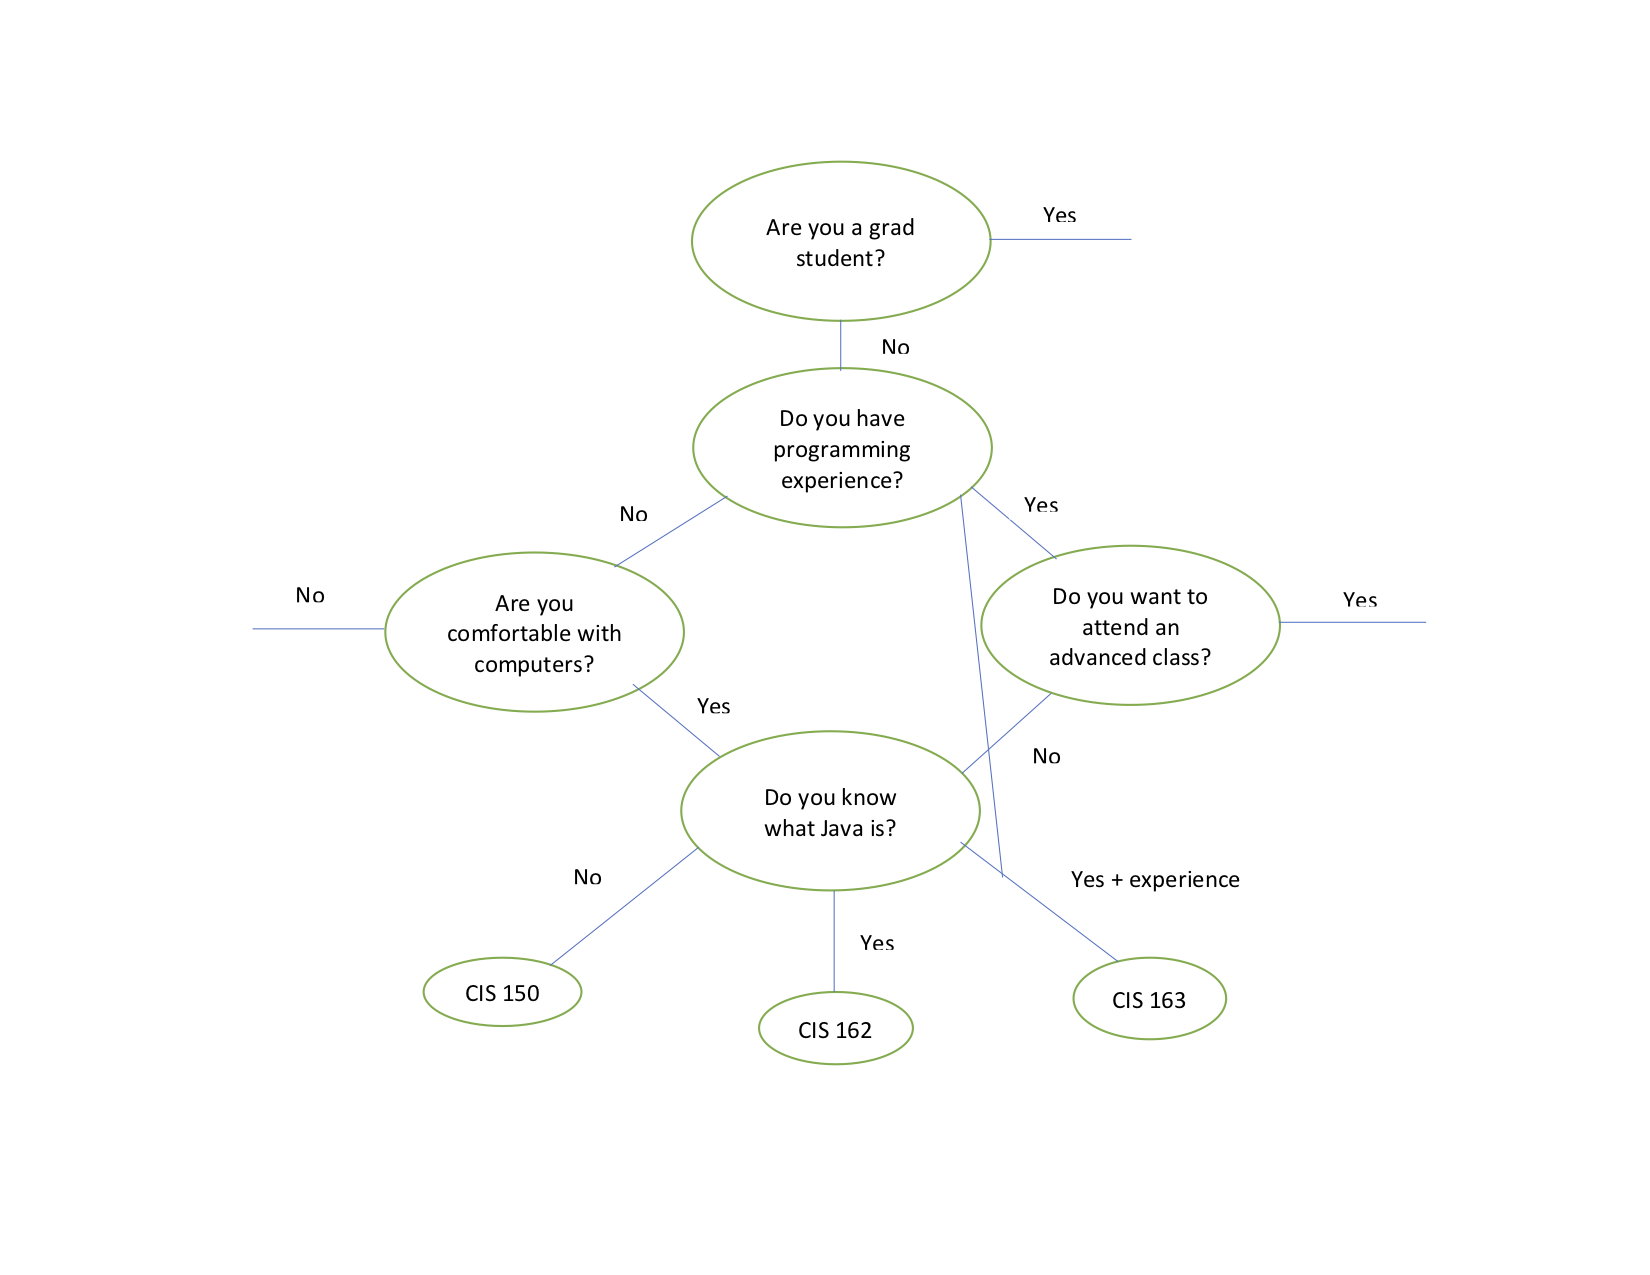 Are you a grad
student?
Yes
No
Do you have
programming
experience?
No
Yes
No
Are you
comfortable with
computers?
Do you want to
attend an
advanced class?
Yes
Yes
No
Do you know
what Java is?
No
Yes
Yes + experience
CIS 150
CIS 162
CIS 163